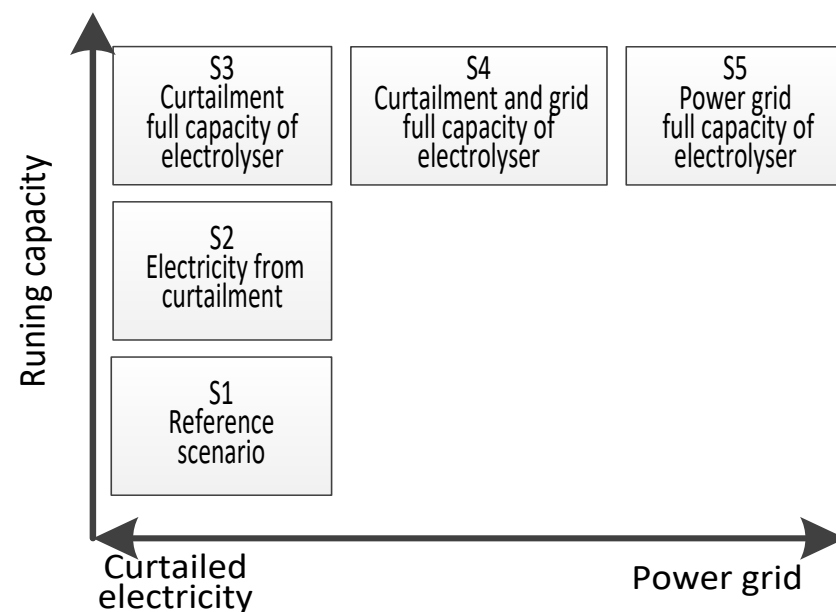 S3
Curtailment
full capacity of
electrolyser
S4
Curtailment and grid
full capacity of
electrolyser
S5
Power grid
full capacity of
electrolyser
S2
Electricity from
curtailment
S1
Reference
scenario
Runing capacity
Curtailed
electricity
Power grid